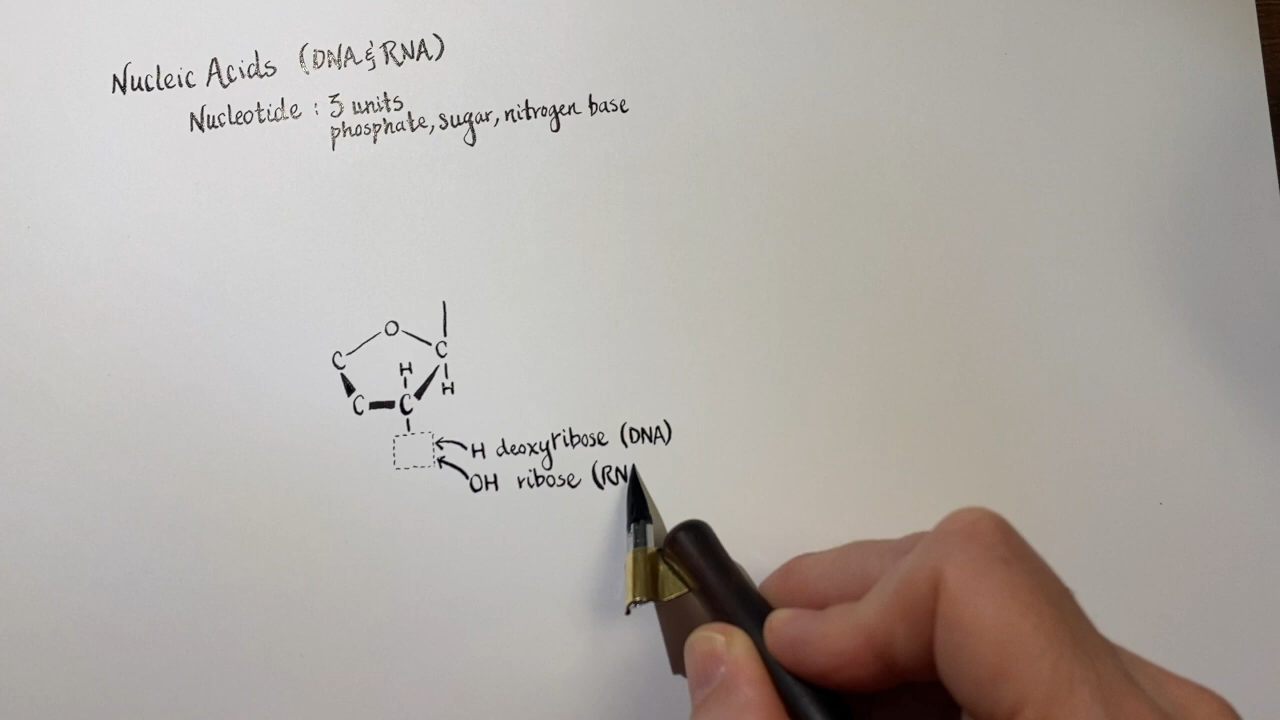 Nucleic Acids (DNA & RNA)
Nucleotide : 3 units
phosphate, sugar, nitrogen base
O
C
C
H
H
C
C
H deoxyribose (DNA)
OH ribose (RN